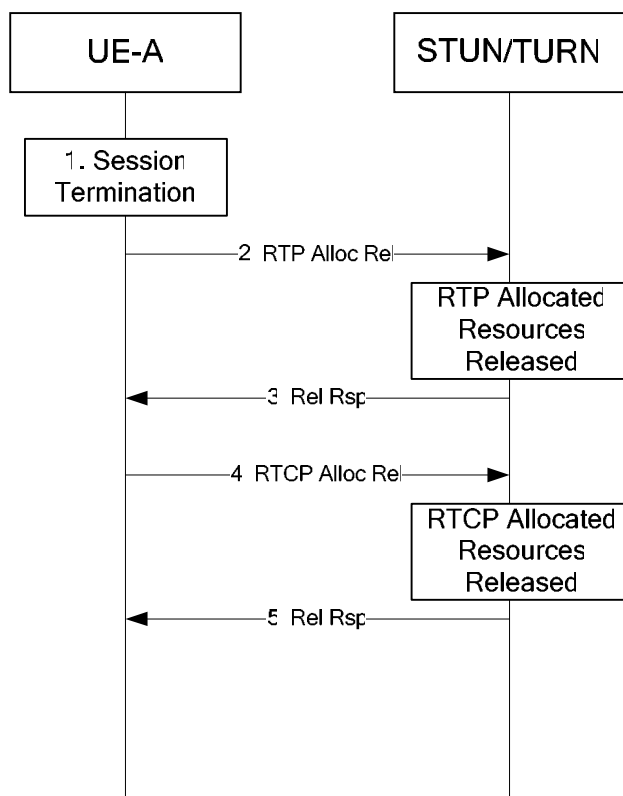 UE-A
STUN/TURN
1. Session
Termination
2 RTP Alloc Rel
RTP Allocated
Resources
Released
3 Rel Rsp
4 RTCP Alloc Rel
RTCP Allocated
Resources
Released
5 Rel Rsp